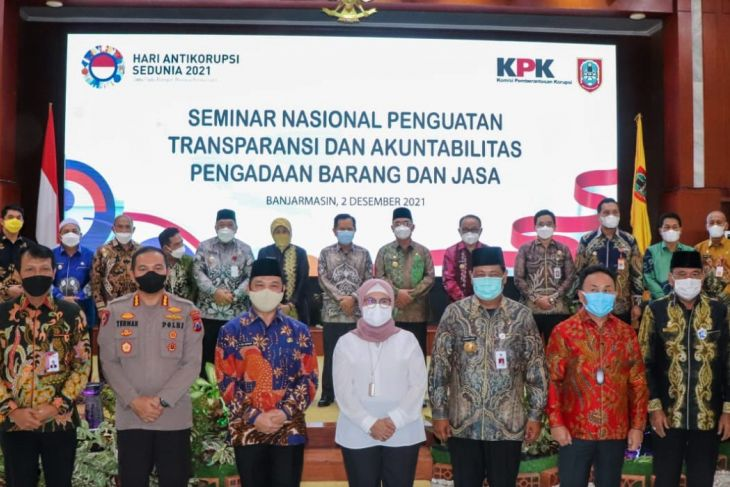 HARI ANTIKORUPSI
SEDUNIA 2021
KPK
Komisi Pemberantasan Korupsi
SEMINAR NASIONAL PENGUATAN
TRANSPARANSI DAN AKUNTABILITAS
PENGADAAN BARANG DAN JASA
BANJARMASIN, 2 DESEMBER 2021
POLRI